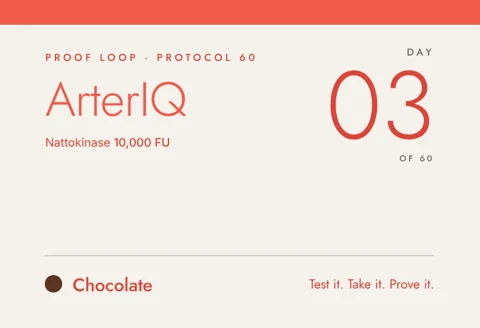 PROOF LOOP · PROTOCOL 60
ArterIQ
Nattokinase 10,000 FU
DAY
03
OF 60
Chocolate
Test it. Take it. Prove it.